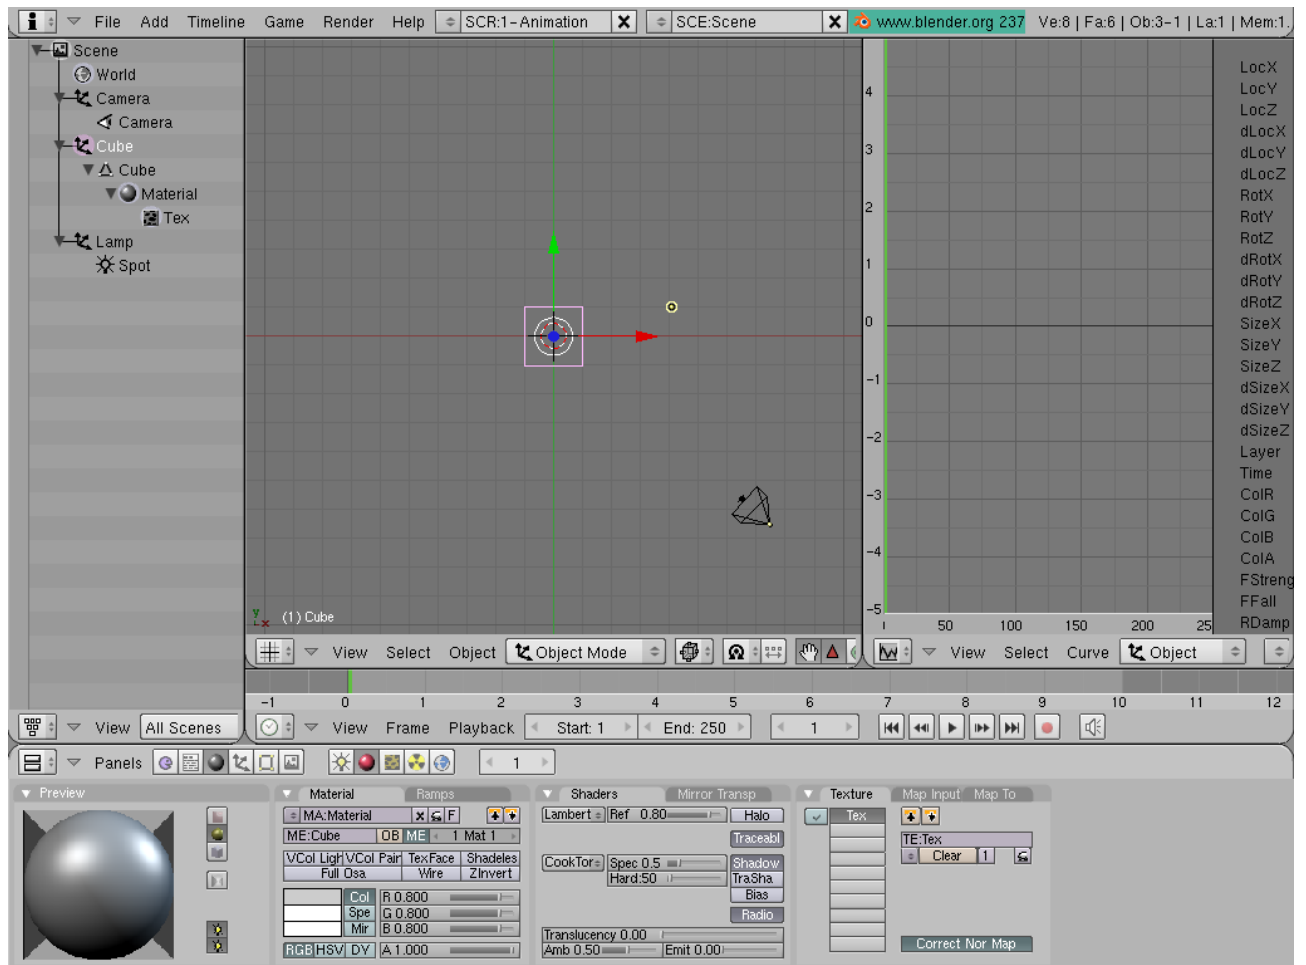 File Add Timeline Game Render Help SCR:1-Animation SCE:Scene www.blender.org 237 Ve:8 | Fa:6 | Ob:3-1 | La:1 | Mem:1.
Scene
World
Camera
Camera
Cube
Cube
Material
Tex
Lamp
Spot
View All Scenes
y
x
(1) Cube
View Select Object Object Mode
4
3
2
1
0
-1
-2
-3
-4
-5
50 100 150 200 25
LocX
LocY
LocZ
dLocX
dLocY
dLocZ
RotX
RotY
RotZ
dRotX
dRotY
dRotZ
SizeX
SizeY
SizeZ
dSizeX
dSizeY
dSizeZ
Layer
Time
ColR
ColG
ColB
ColA
FStreng
FFall
RDamp
View Select Curve Object
-1 0 1 2 3 4 5 6 7 8 9 10 11 12
View Frame Playback Start: 1 End: 250 1
Panels 1
Preview
Material Ramps
MA:Material F
ME:Cube OB ME 1 Mat 1
VCol Ligh VCol Pain TexFace Shadeles
Full Osa Wire ZInvert
Col R 0.800
Spe G 0.800
Mir B 0.800
RGB HSV DY A 1.000
Shaders Mirror Transp
Lambert Ref 0.80 Halo
Traceabl
CookTor Spec 0.5 Shadow
Hard:50 TraSha
Bias
Radio
Translucency 0.00
Amb 0.50 Emit 0.00
Texture Map Input Map To
Tex
TE:Tex
Clear 1
Correct Nor Map